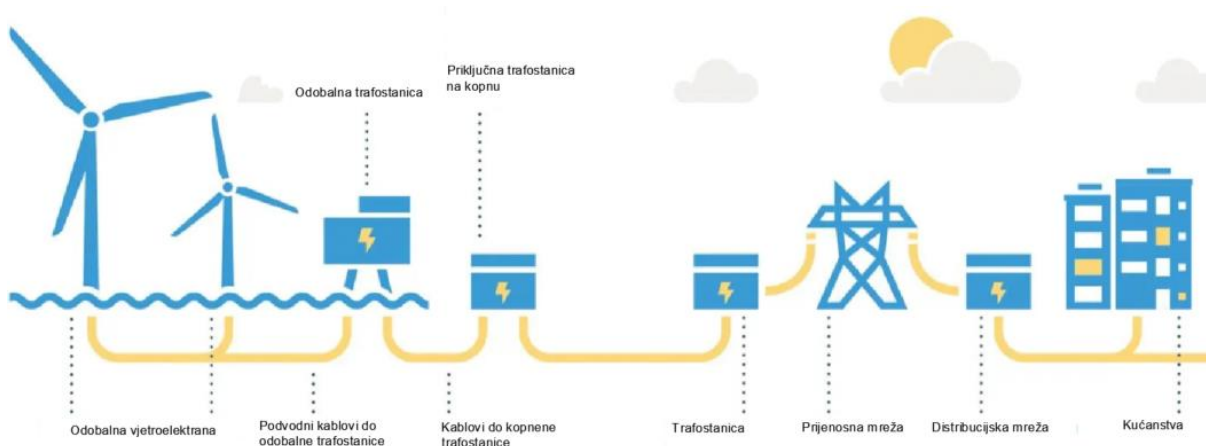 Odobalna trafostanica
Priključna trafostanica
na kopnu
Odobalna vjetroelektrana
Podvodni kablovi do
odobalne trafostanice
Kablovi do kopnene
trafostanice
Trafostanica
Prijenosna mreža
Distribucijska mreža
Kućanstva